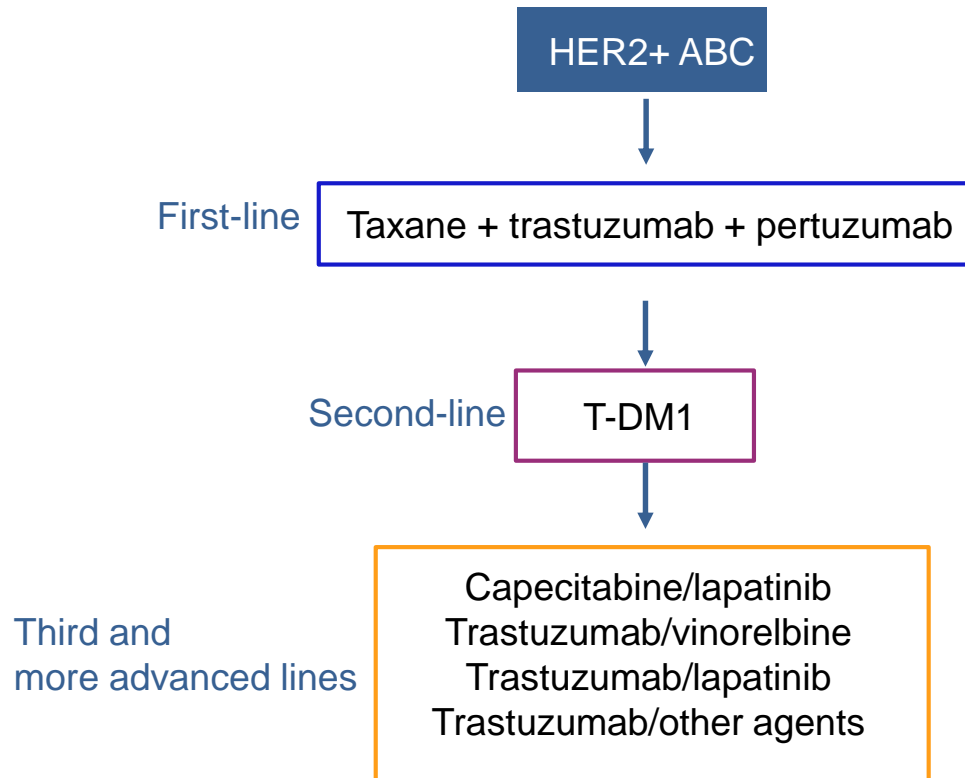 HER2+ ABC
First-line
Taxane + trastuzumab + pertuzumab
Second-line
T-DM1
Third and
more advanced lines
Capecitabine/lapatinib
Trastuzumab/vinorelbine
Trastuzumab/lapatinib
Trastuzumab/other agents